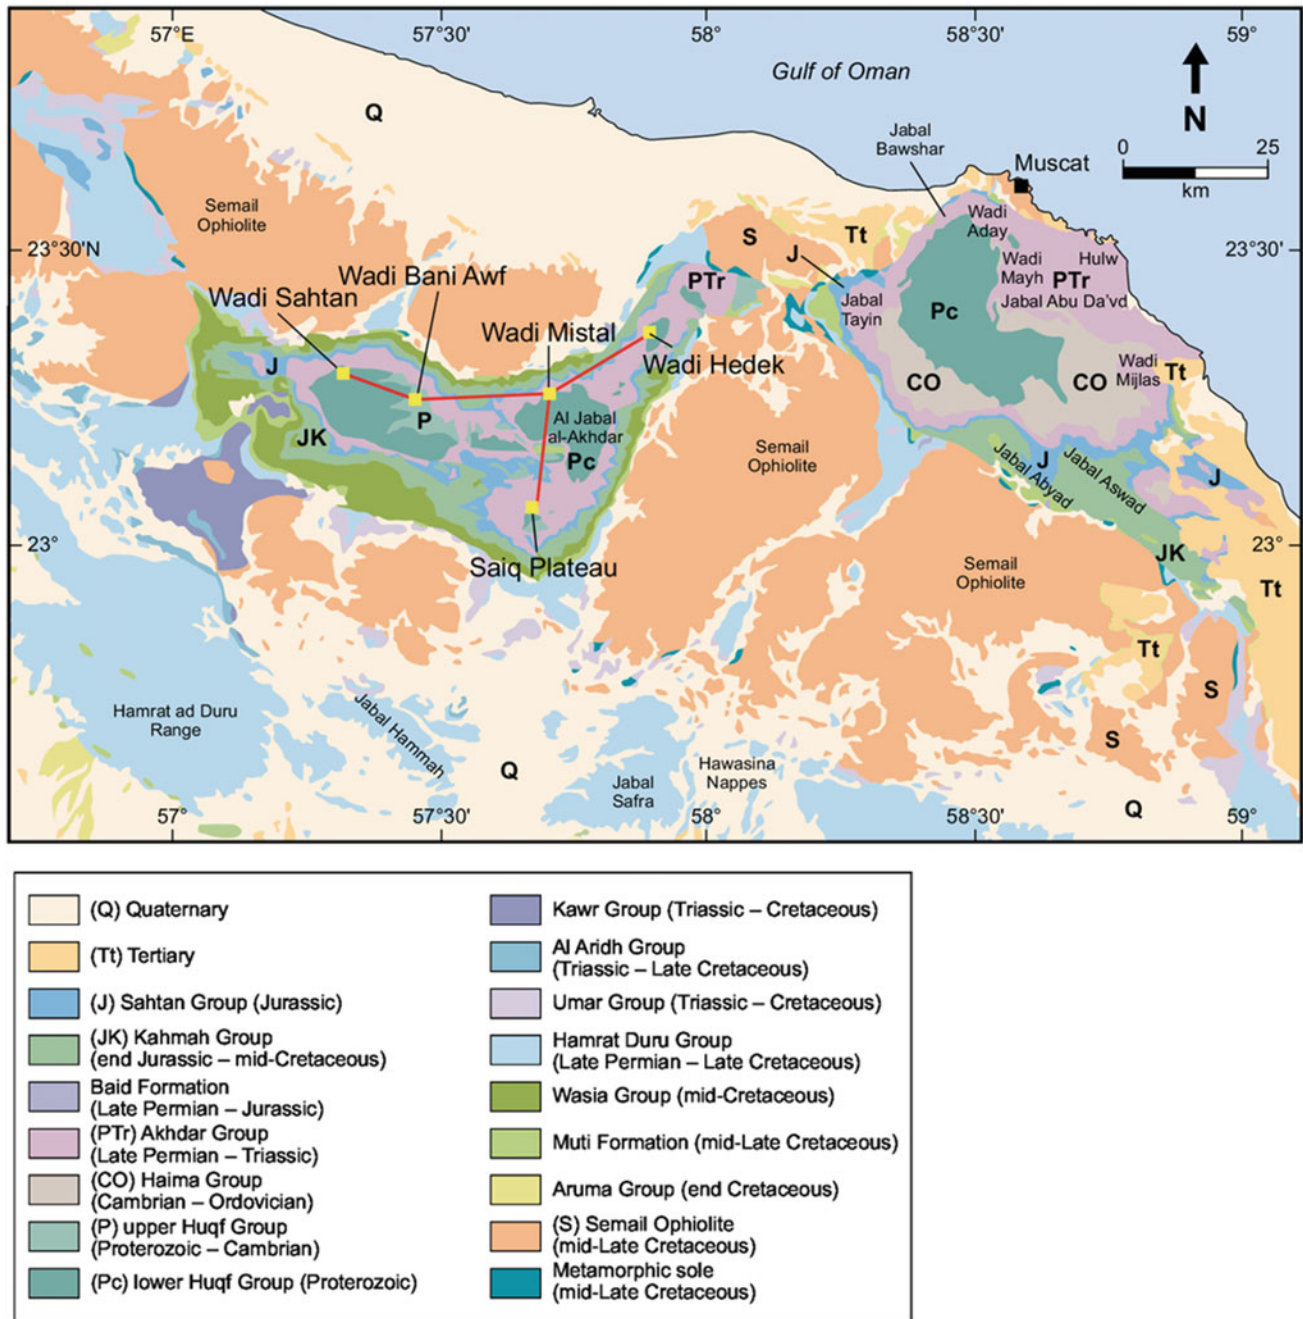 57°E
57°30'
58°
58°30'
59°
Gulf of Oman
N
0
25
km
Q
Jabal
Bawshar
Muscat
Semail
Ophiolite
Wadi
Aday
23°30'N
23°30'
S
Tt
J
Wadi
Mayh
Hulw
Wadi Bani Awf
PTr
PTr
Wadi Sahtan
Jabal
Tayin
Pc
Jabal Abu Da'vd
Wadi Mistal
Wadi Hedek
J
CO
CO
Wadi
Mijlas
Tt
P
Al Jabal
al-Akhdar
JK
Pc
Semail
Ophiolite
J
Jabal Abyad
Jabal Aswad
J
23°
23°
Saiq Plateau
Semail
Ophiolite
JK
Tt
Tt
S
Hamrat ad Duru
Range
Jabal Hammah
S
Q
Jabal
Safra
Hawasina
Nappes
Q
57°
57°30'
58°
58°30'
59°
(Q) Quaternary
(Tt) Tertiary
(J) Sahtan Group (Jurassic)
(JK) Kahmah Group
(end Jurassic – mid-Cretaceous)
Baid Formation
(Late Permian – Jurassic)
(PTr) Akhdar Group
(Late Permian – Triassic)
(CO) Haima Group
(Cambrian – Ordovician)
(P) upper Huqf Group
(Proterozoic – Cambrian)
(Pc) lower Huqf Group (Proterozoic)
Kawr Group (Triassic – Cretaceous)
Al Aridh Group
(Triassic – Late Cretaceous)
Umar Group (Triassic – Cretaceous)
Hamrat Duru Group
(Late Permian – Late Cretaceous)
Wasia Group (mid-Cretaceous)
Muti Formation (mid-Late Cretaceous)
Aruma Group (end Cretaceous)
(S) Semail Ophiolite
(mid-Late Cretaceous)
Metamorphic sole
(mid-Late Cretaceous)